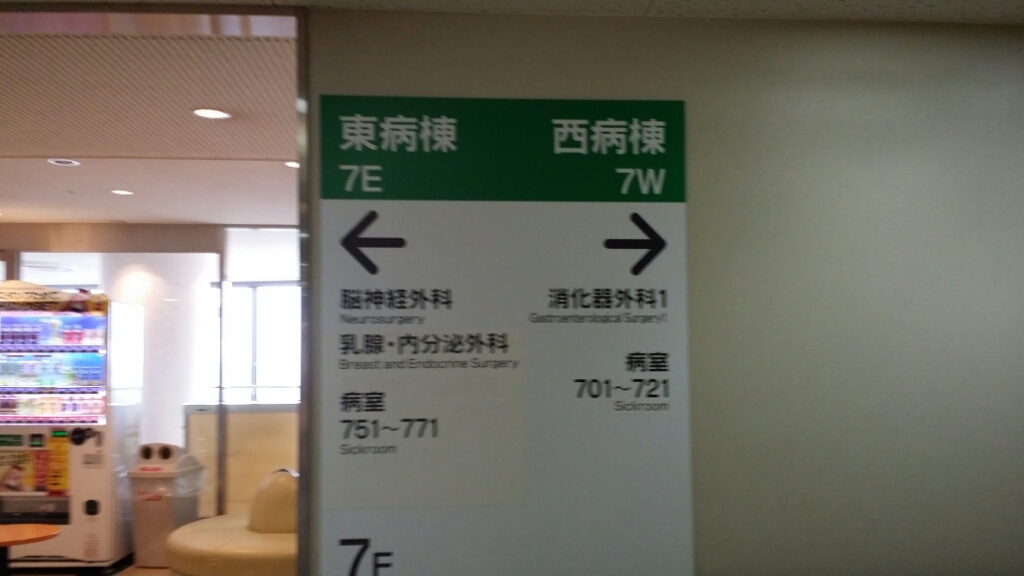 東病棟
7E
←
脳神経外科
Neurosurgery
乳腺・内分泌外科
Breast and Endocrine Surgery
病室
751〜771
Sickroom
西病棟
7W
→
消化器外科1
Gastroenterological Surgery1
病室
701〜721
Sickroom
7F